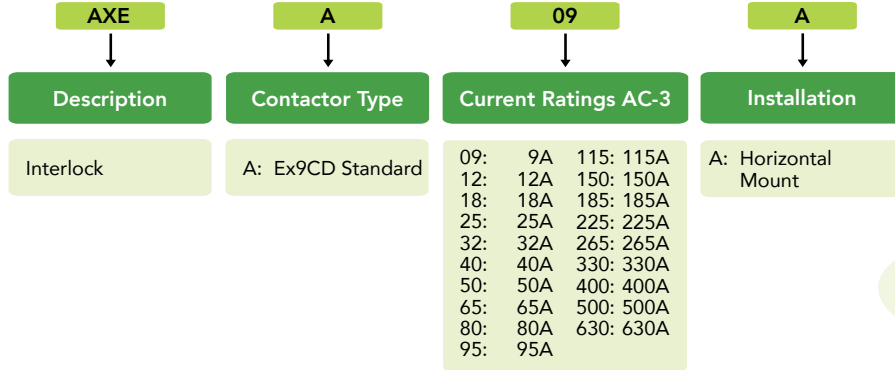 AXE A 09 A
Description Contactor Type Current Ratings AC-3 Installation
Interlock
A: Ex9CD Standard
09: 9A 115: 115A
12: 12A 150: 150A
18: 18A 185: 185A
25: 25A 225: 225A
32: 32A 265: 265A
40: 40A 330: 330A
50: 50A 400: 400A
65: 65A 500: 500A
80: 80A 630: 630A
95: 95A
A: Horizontal
Mount